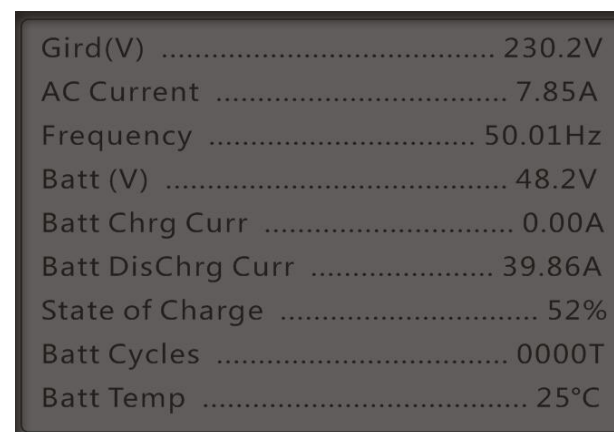 Gird(V) ........................................ 230.2V
AC Current ................................... 7.85A
Frequency ................................ 50.01Hz
Batt (V) ......................................... 48.2V
Batt Chrg Curr .............................. 0.00A
Batt DisChrg Curr ...................... 39.86A
State of Charge ............................... 52%
Batt Cycles ................................... 0000T
Batt Temp ....................................... 25°C